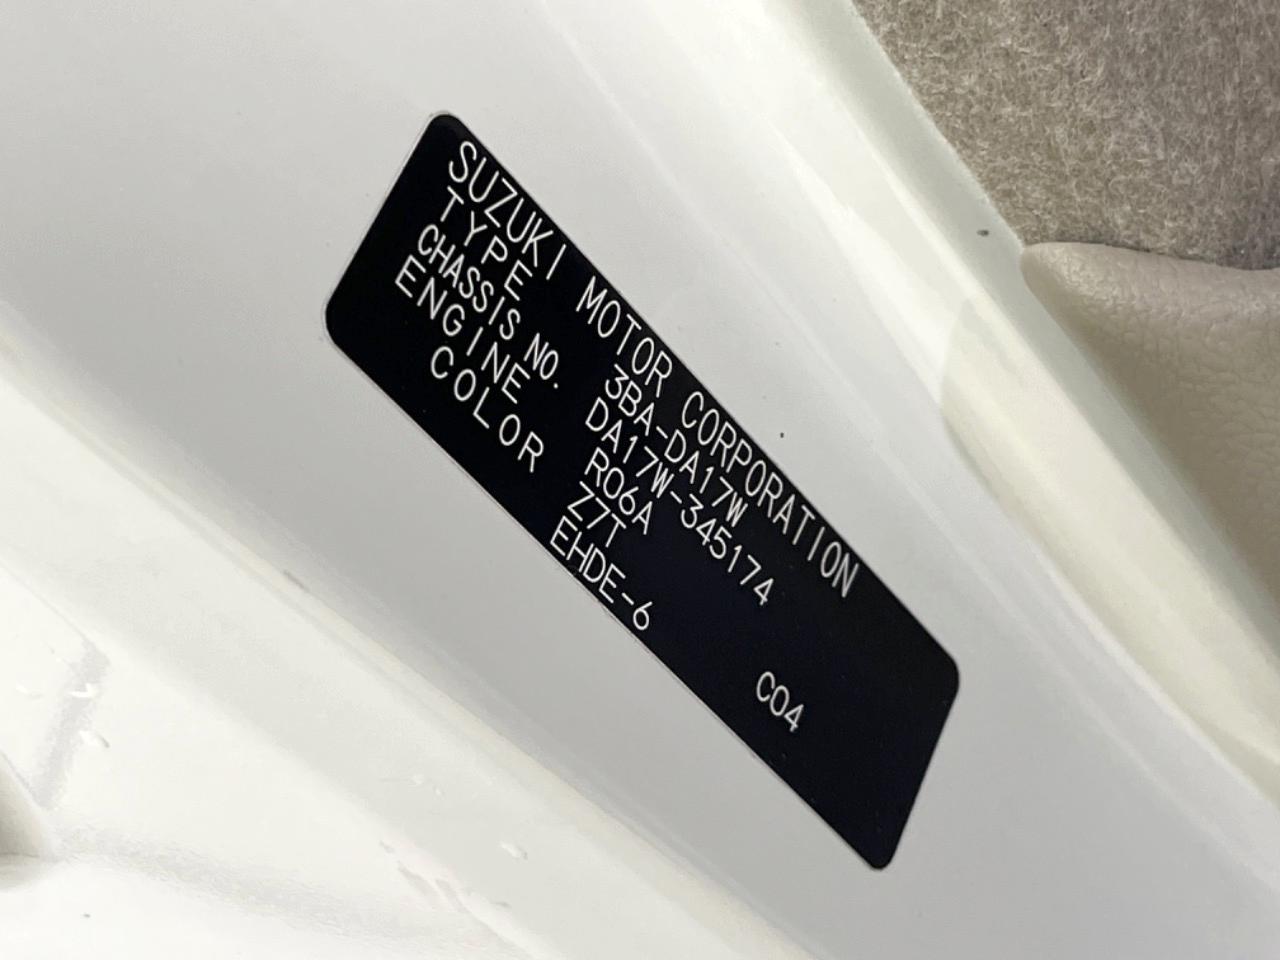 SUZUKI MOTOR CORPORATION
TYPE 3BA-DA17W
CHASSIS NO. DA17W-345174
ENGINE R06A
COLOR Z7T C04
EHDE-6